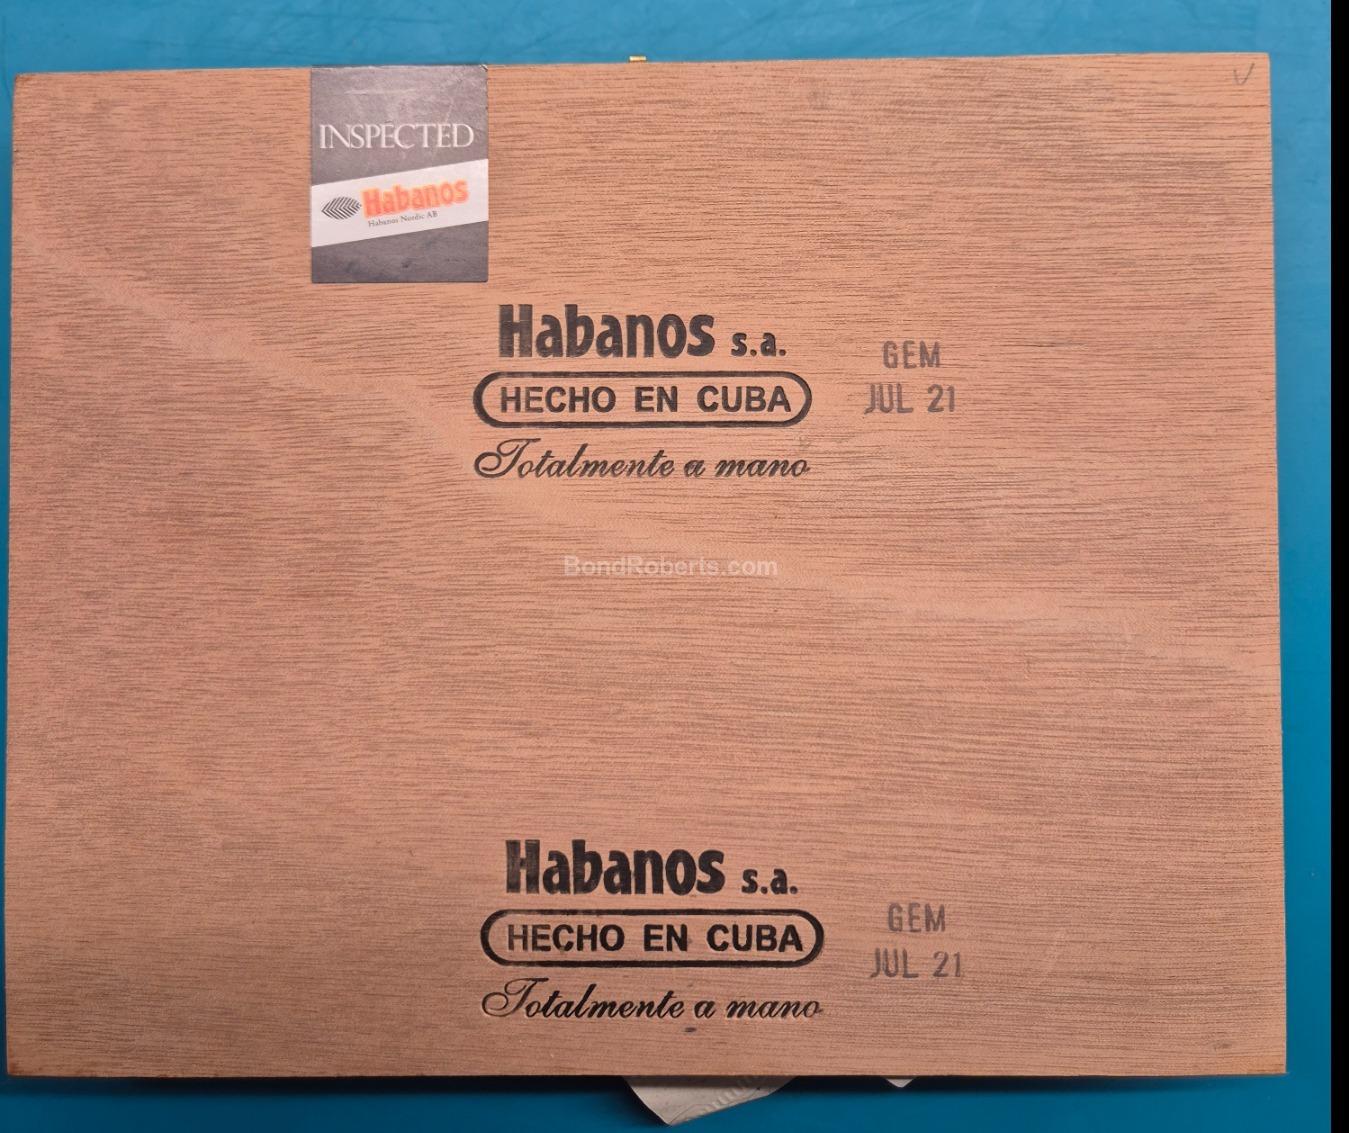 INSPECTED
Habanos
Habanos Nordic AB
Habanos s.a.
HECHO EN CUBA
Totalmente a mano
GEM
JUL 21
BondRoberts.com
Habanos s.a.
HECHO EN CUBA
Totalmente a mano
GEM
JUL 21